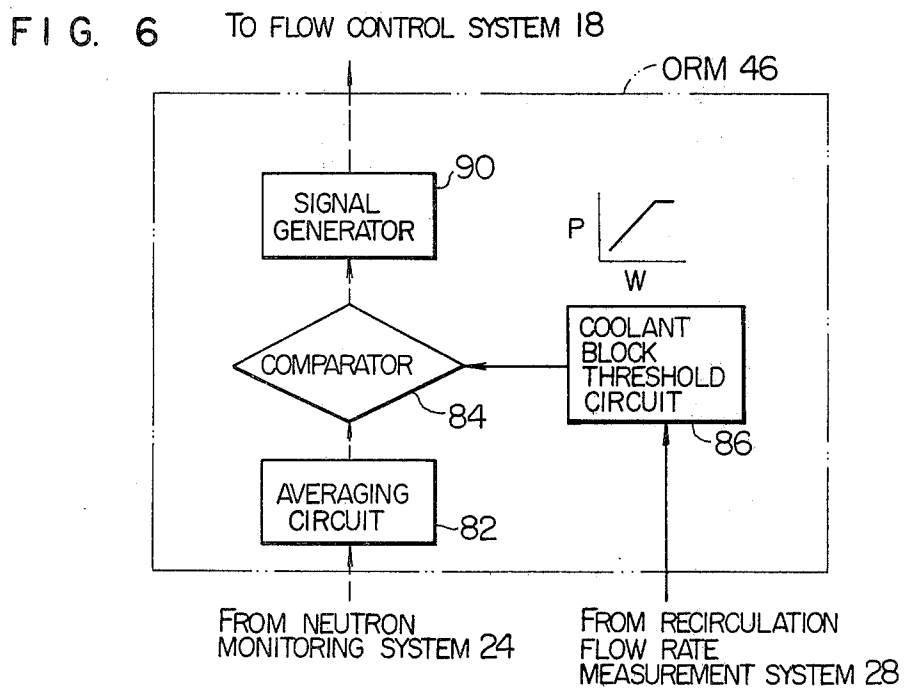 FIG. 6
TO FLOW CONTROL SYSTEM 18
ORM 46
90
SIGNAL
GENERATOR
P
W
COOLANT
BLOCK
THRESHOLD
CIRCUIT
COMPARATOR
84
86
AVERAGING
CIRCUIT
82
FROM NEUTRON
MONITORING SYSTEM 24
FROM RECIRCULATION
FLOW RATE
MEASUREMENT SYSTEM 28